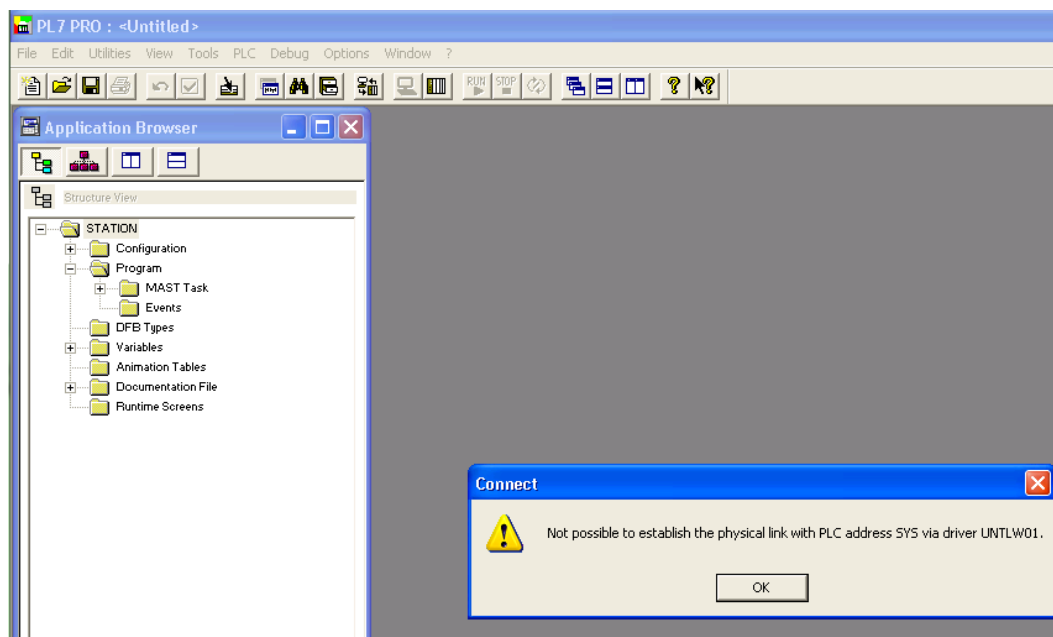 PL7 PRO : <Untitled>
File Edit Utilities View Tools PLC Debug Options Window ?
RUN STOP
Application Browser
Structure View
STATION
Configuration
Program
MAST Task
Events
DFB Types
Variables
Animation Tables
Documentation File
Runtime Screens
Connect
Not possible to establish the physical link with PLC address SYS via driver UNTLW01.
OK